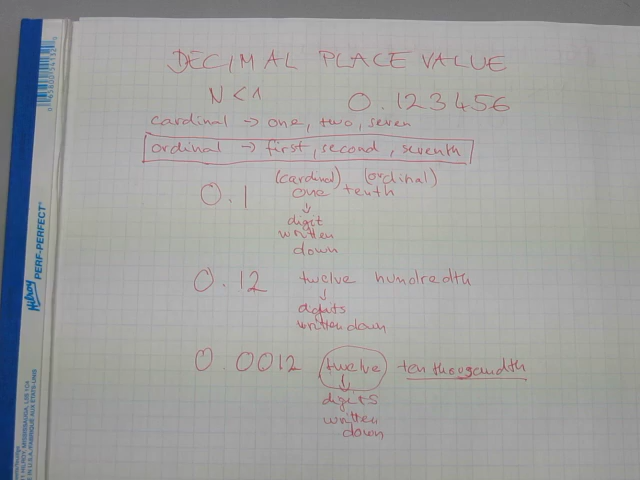 DECIMAL PLACE VALUE
N < 1 0.123456
cardinal → one, two, seven
ordinal → first, second, seventh
(cardinal) (ordinal)
0.1 one tenth
↓
digit
written
down
0.12 twelve hundredth
↓
digits
written down
0.0012 twelve ten thousandth
↓
digits
written
down
Hilroy PERF-PERFECT